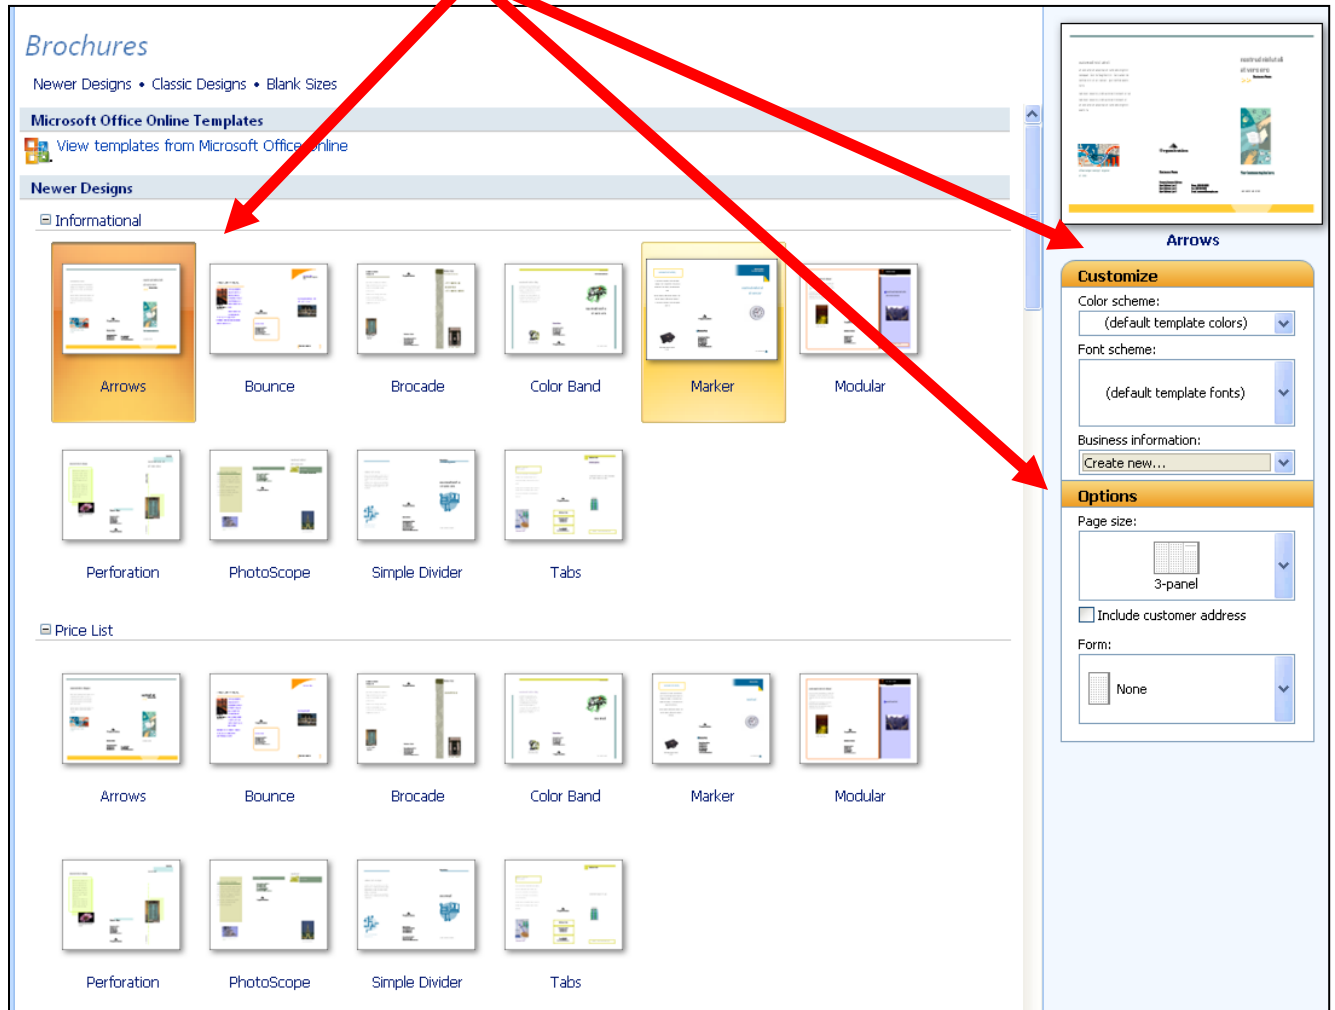 Brochures
Newer Designs • Classic Designs • Blank Sizes
Microsoft Office Online Templates
View templates from Microsoft Office Online
Newer Designs
Informational
Arrows Bounce Brocade Color Band Marker Modular
Perforation PhotoScope Simple Divider Tabs
Price List
Arrows Bounce Brocade Color Band Marker Modular
Perforation PhotoScope Simple Divider Tabs
Arrows
Customize
Color scheme:
(default template colors)
Font scheme:
(default template fonts)
Business information:
Create new...
Options
Page size:
3-panel
Include customer address
Form:
None